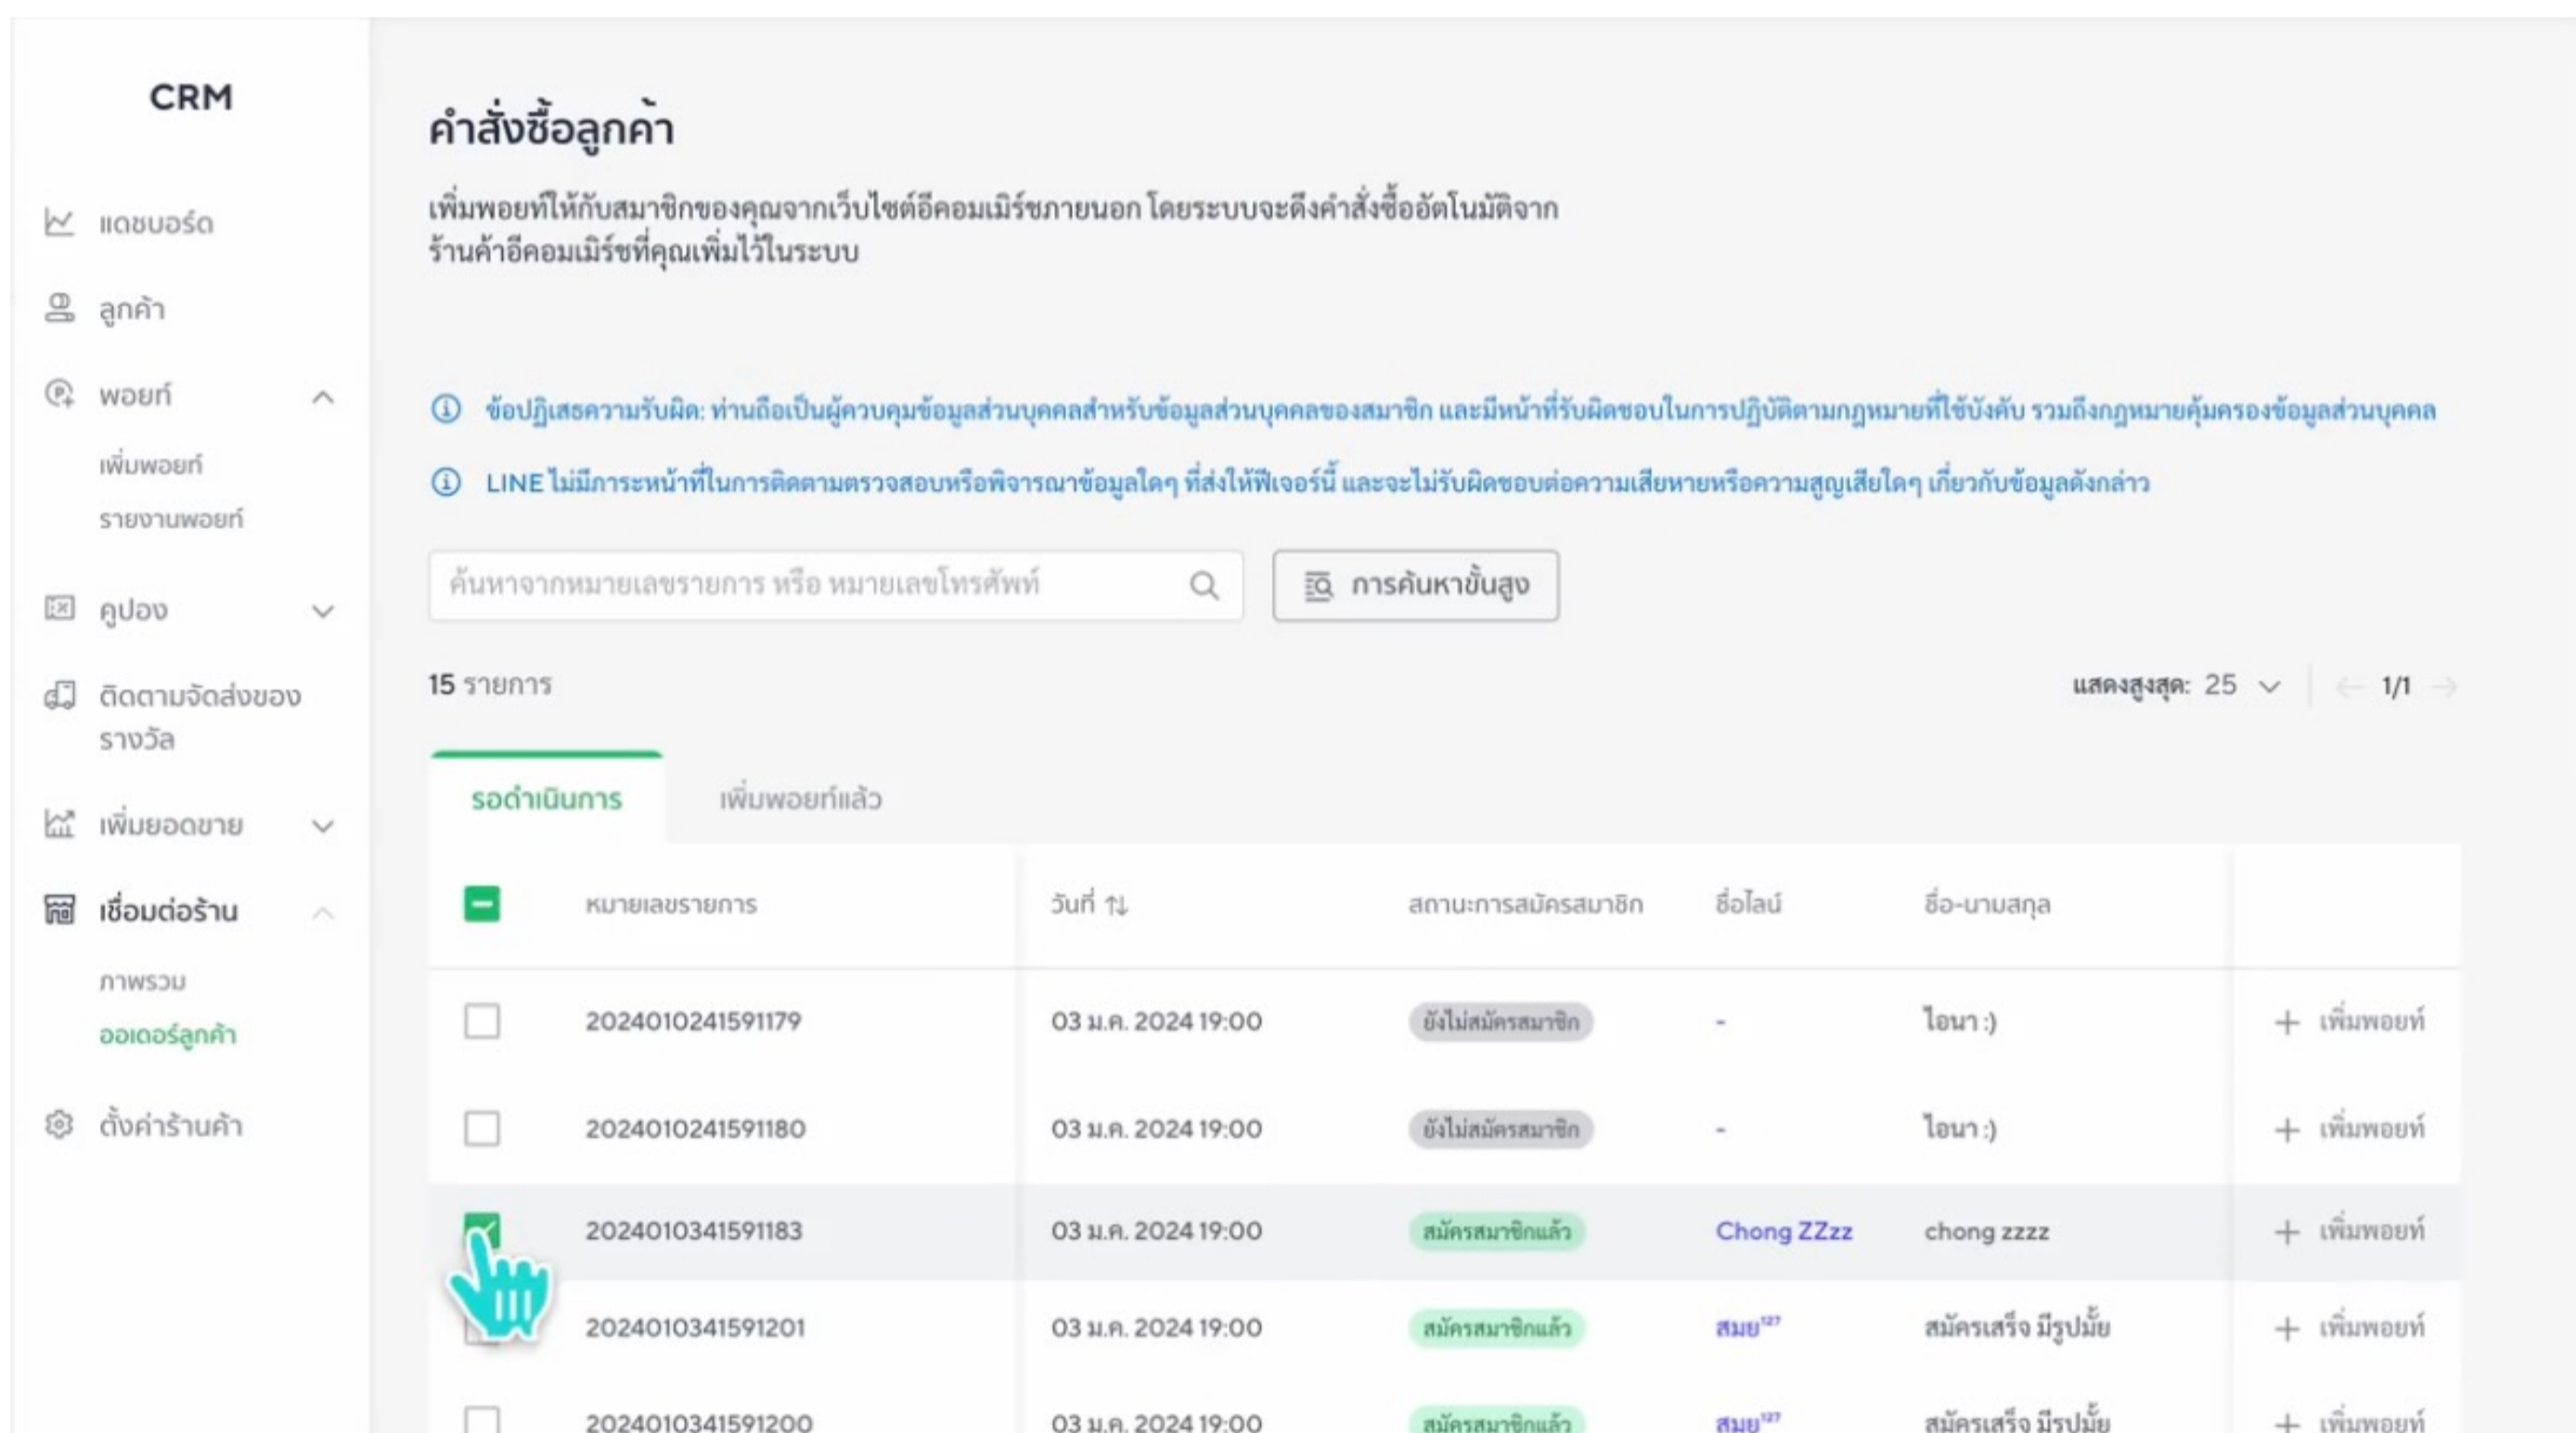 CRM
แดชบอร์ด
ลูกค้า
พอยท์
เพิ่มพอยท์
รายงานพอยท์
คูปอง
ติดตามจัดส่งของ
รางวัล
เพิ่มยอดขาย
เชื่อมต่อร้าน
ภาพรวม
ออเดอร์ลูกค้า
ตั้งค่าร้านค้า
คำสั่งซื้อลูกค้า
เพิ่มพอยท์ให้กับสมาชิกของคุณจากเว็บไซต์อีคอมเมิร์ซภายนอก โดยระบบจะดึงคำสั่งซื้ออัตโนมัติจาก
ร้านค้าอีคอมเมิร์ซที่คุณเพิ่มไว้ในระบบ
ข้อปฏิเสธความรับผิด: ท่านถือเป็นผู้ควบคุมข้อมูลส่วนบุคคลสำหรับข้อมูลส่วนบุคคลของสมาชิก และมีหน้าที่รับผิดชอบในการปฏิบัติตามกฎหมายที่ใช้บังคับ รวมถึงกฎหมายคุ้มครองข้อมูลส่วนบุคคล
LINE ไม่มีภาระหน้าที่ในการติดตามตรวจสอบหรือพิจารณาข้อมูลใดๆ ที่ส่งให้ฟีเจอร์นี้ และจะไม่รับผิดชอบต่อความเสียหายหรือความสูญเสียใดๆ เกี่ยวกับข้อมูลดังกล่าว
ค้นหาจากหมายเลขรายการ หรือ หมายเลขโทรศัพท์ การค้นหาขั้นสูง
15 รายการ แสดงสูงสุด: 25 1/1
รอดำเนินการ เพิ่มพอยท์แล้ว
หมายเลขรายการ วันที่ สถานะการสมัครสมาชิก ชื่อไลน์ ชื่อ-นามสกุล
2024010241591179 03 ม.ค. 2024 19:00 ยังไม่สมัครสมาชิก - ไอนา :) + เพิ่มพอยท์
2024010241591180 03 ม.ค. 2024 19:00 ยังไม่สมัครสมาชิก - ไอนา :) + เพิ่มพอยท์
2024010341591183 03 ม.ค. 2024 19:00 สมัครสมาชิกแล้ว Chong ZZzz chong zzzz + เพิ่มพอยท์
2024010341591201 03 ม.ค. 2024 19:00 สมัครสมาชิกแล้ว สมย¹²⁷ สมัครเสร็จ มีรูปมั้ย + เพิ่มพอยท์
2024010341591200 03 ม.ค. 2024 19:00 สมัครสมาชิกแล้ว สมย¹²⁷ สมัครเสร็จ มีรูปมั้ย + เพิ่มพอยท์